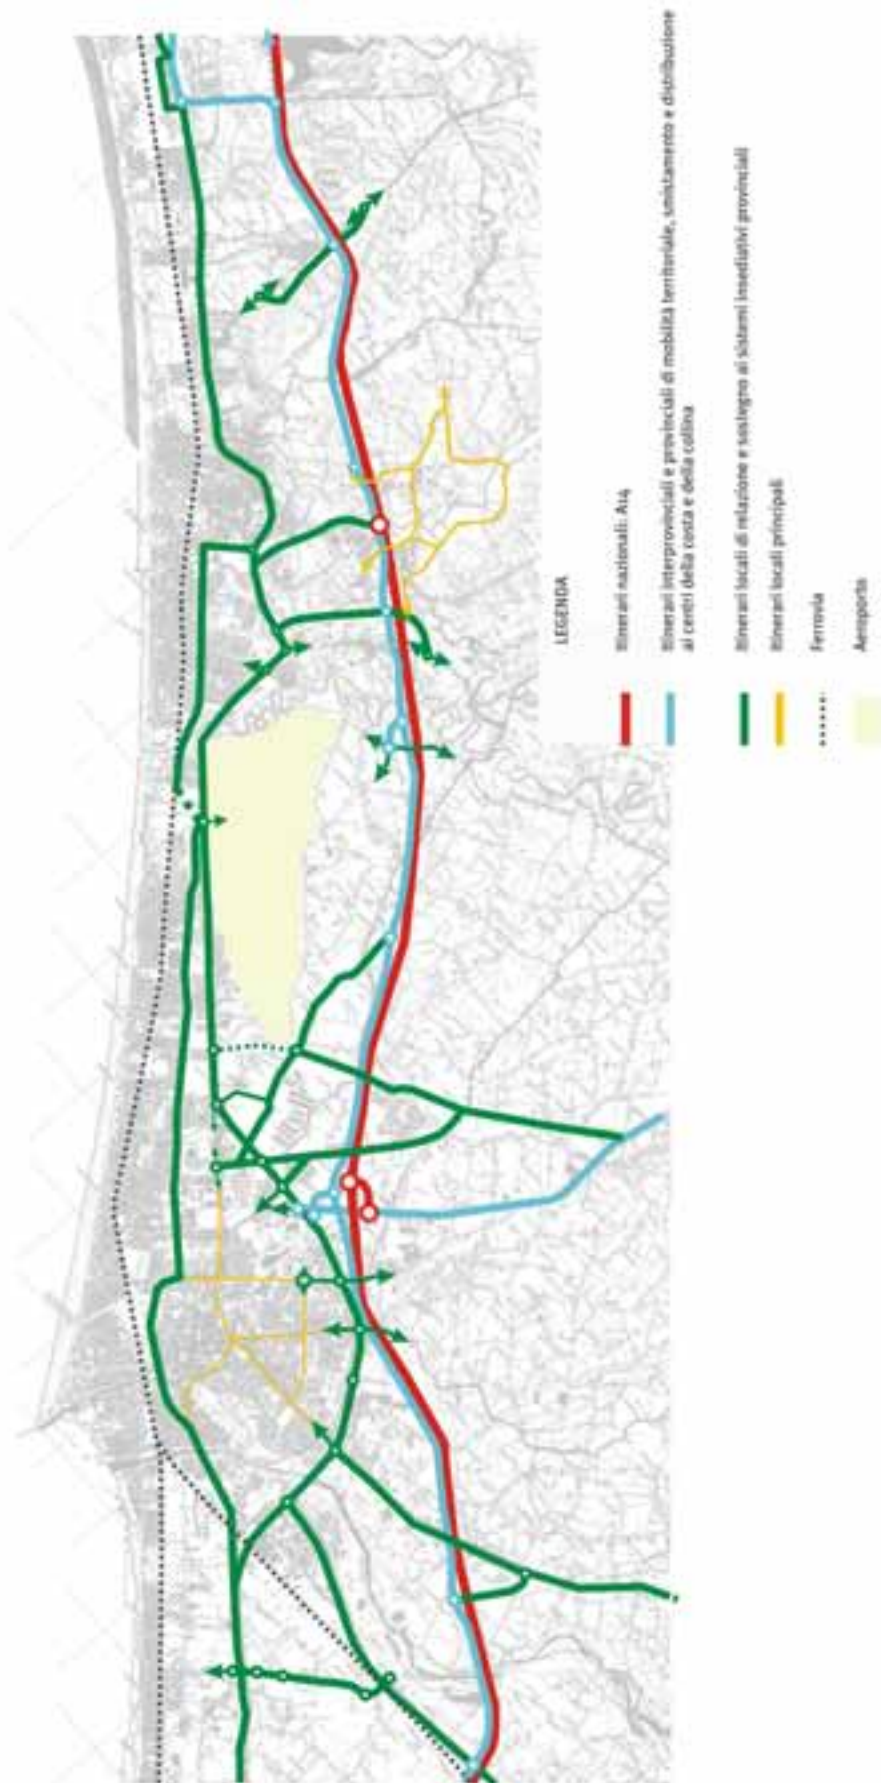 LEGENDA
Itinerari nazionali: A14
Itinerari interprovinciali e provinciali di mobilità territoriale, smistamento e distribuzione
ai centri della costa e della collina
Itinerari locali di relazione e sostegno ai sistemi insediativi provinciali
Itinerari locali principali
Ferrovia
Aeroporto